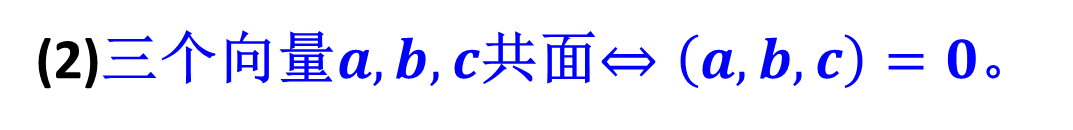 (2)三个向量a,b,c共面⇔ (a,b,c) = 0。